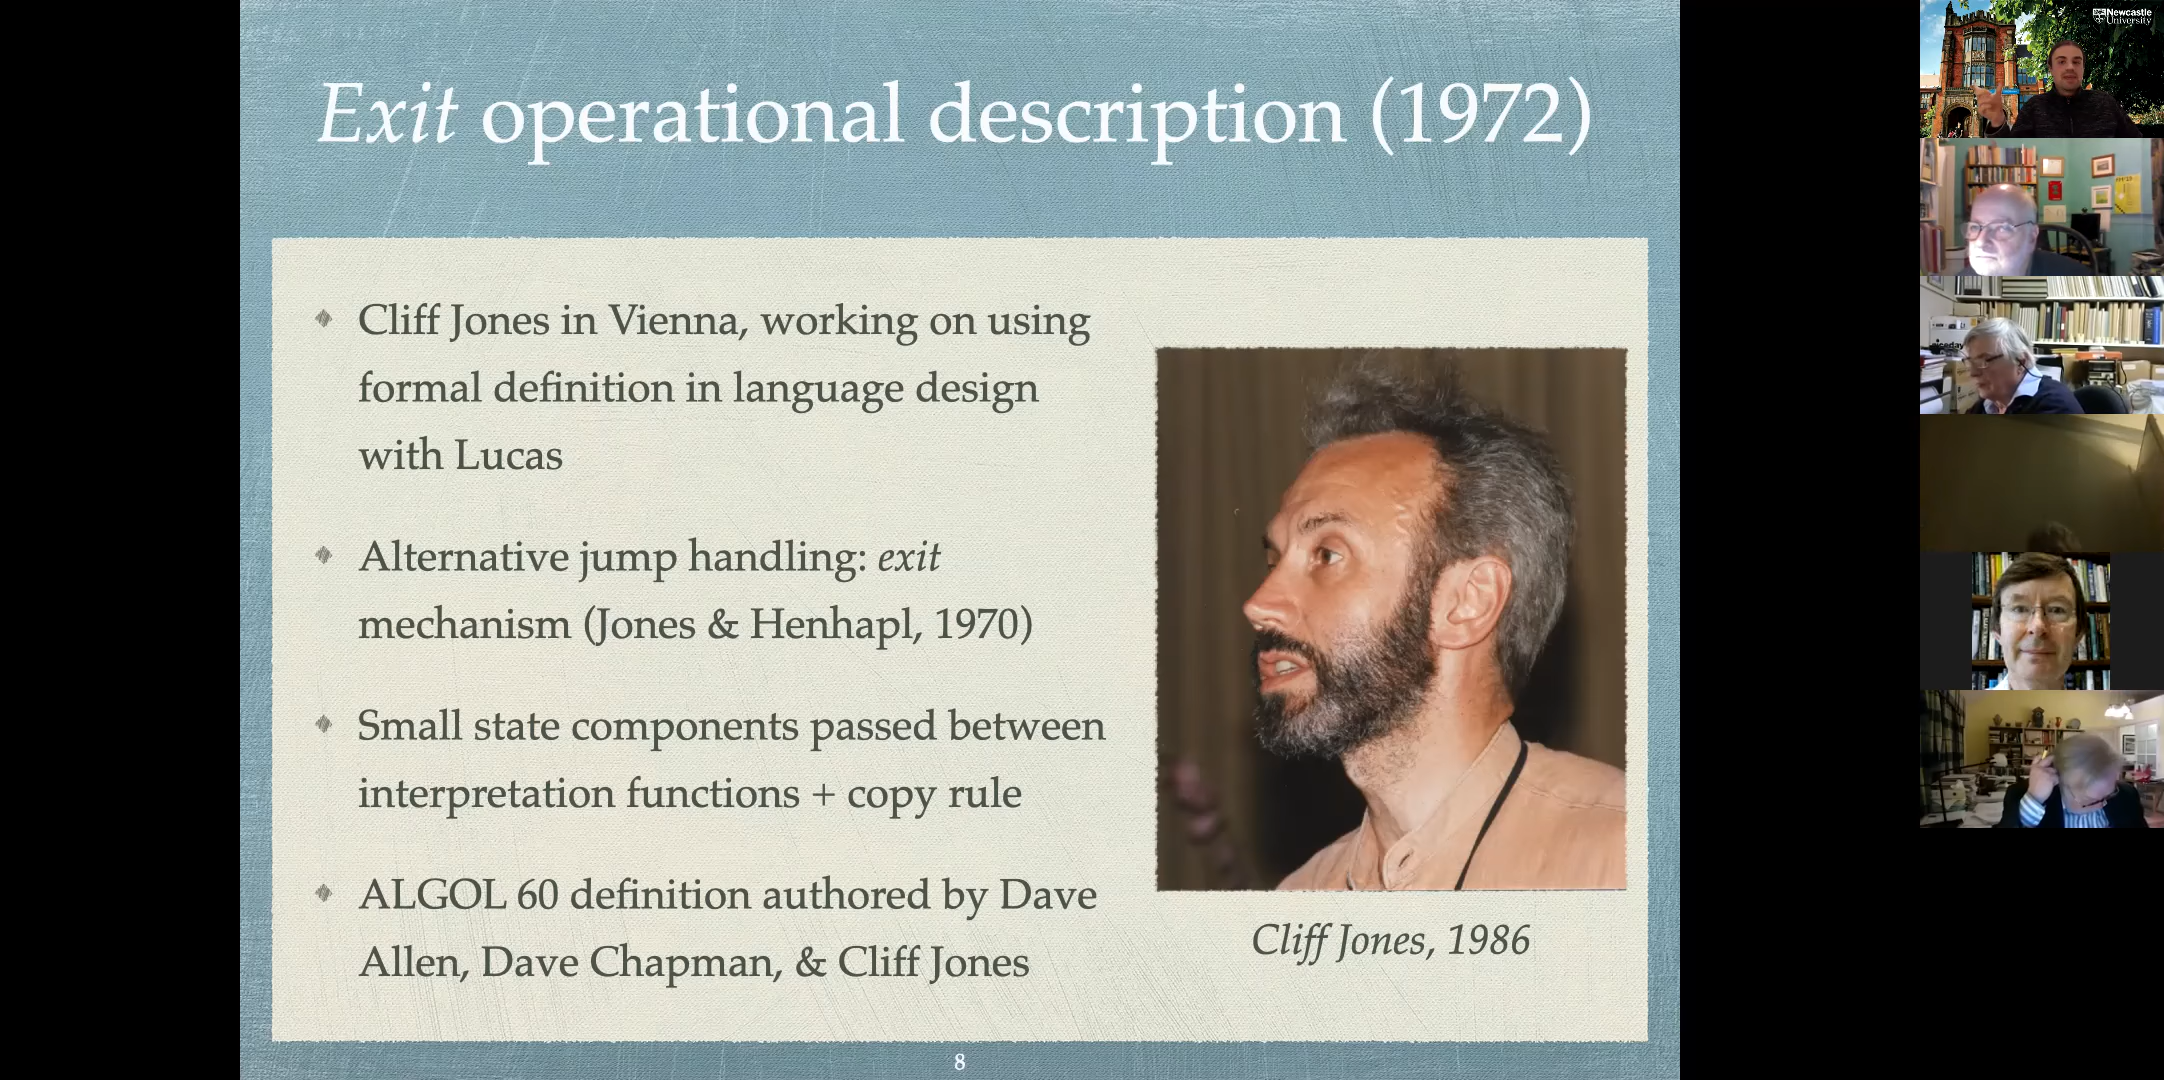 Exit operational description (1972)
Cliff Jones in Vienna, working on using
formal definition in language design
with Lucas
Alternative jump handling: exit
mechanism (Jones & Henhapl, 1970)
Small state components passed between
interpretation functions + copy rule
ALGOL 60 definition authored by Dave
Allen, Dave Chapman, & Cliff Jones
Cliff Jones, 1986
8
Newcastle
University